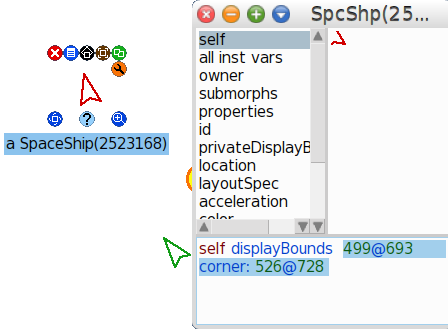 SpcShp(25...
self
all inst vars
owner
submorphs
properties
id
privateDisplayB
location
layoutSpec
acceleration
color
?
a SpaceShip(2523168)
self displayBounds 499@693
corner: 526@728